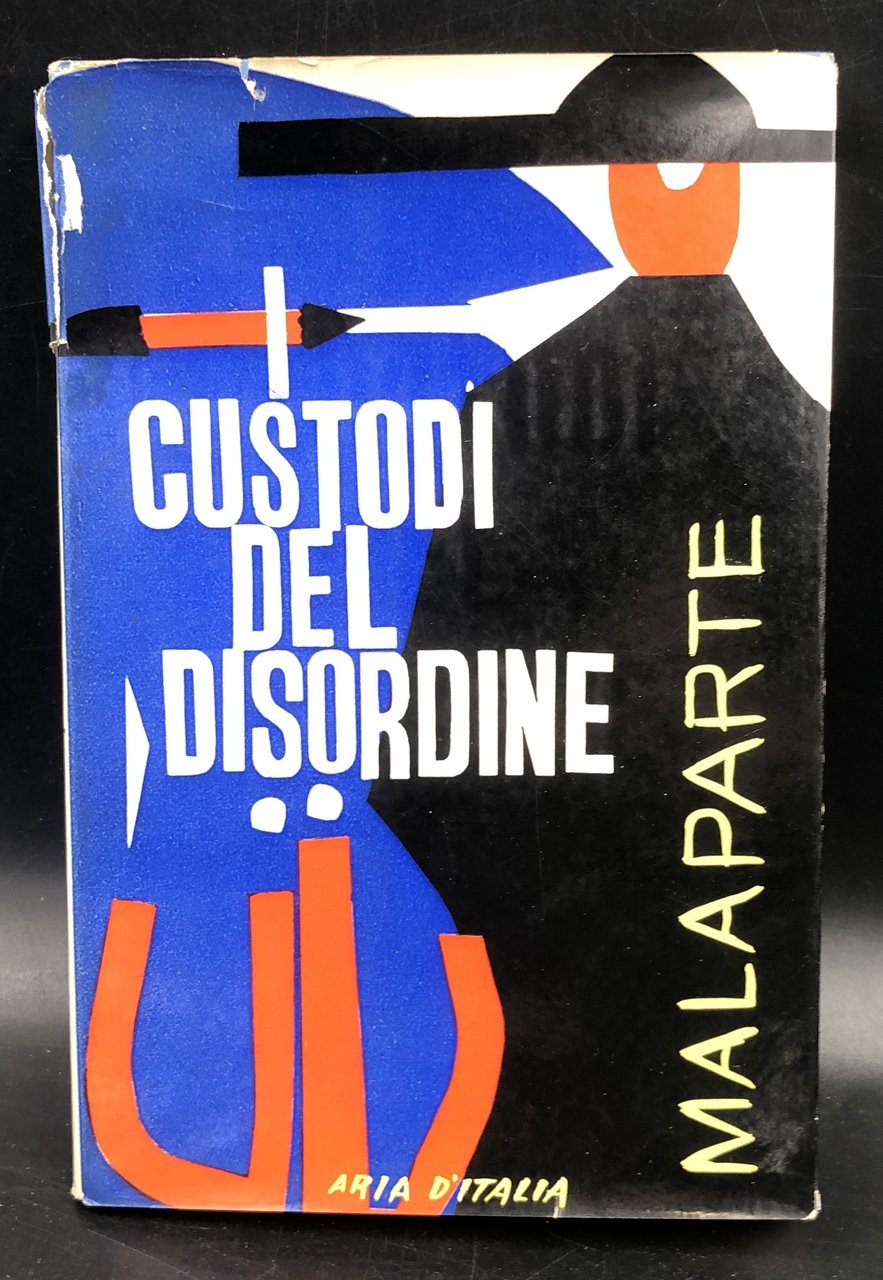 I
CUSTODI
DEL
DISORDINE
MALAPARTE
ARIA D'ITALIA